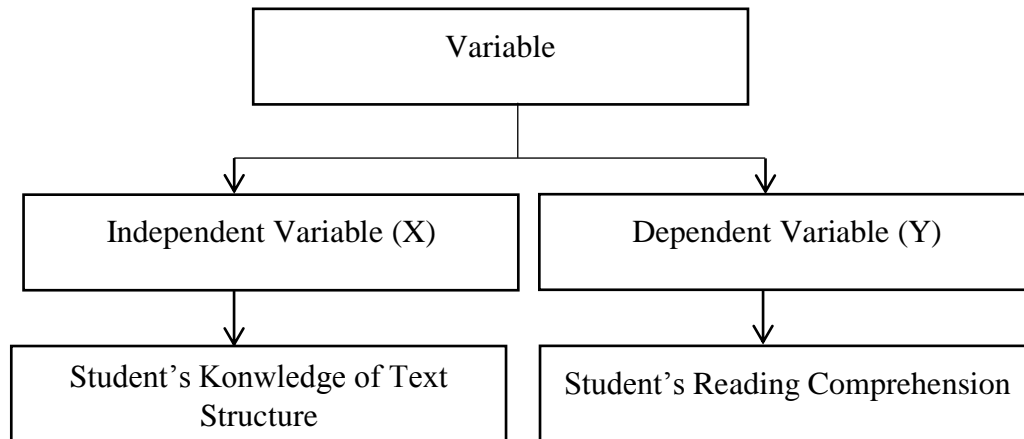 Variable
Independent Variable (X)
Dependent Variable (Y)
Student’s Konwledge of Text
Structure
Student’s Reading Comprehension